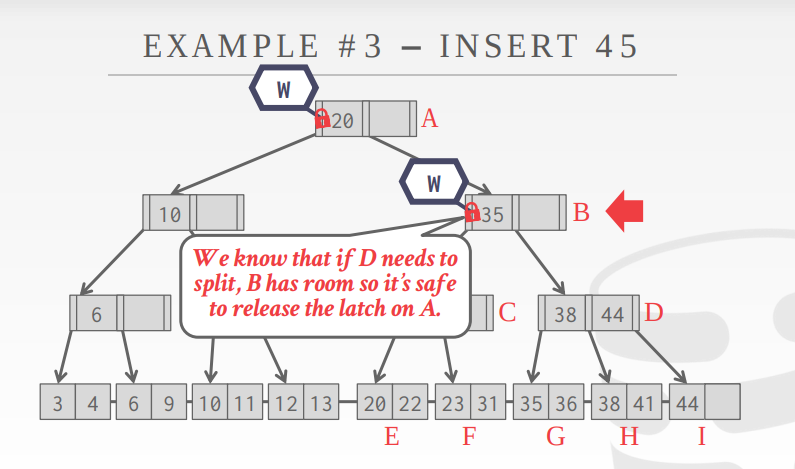 EXAMPLE #3 – INSERT 45
W
20 A
W
10 35 B
We know that if D needs to
split, B has room so it's safe
to release the latch on A.
6 C 38 44 D
3 4 6 9 10 11 12 13 20 22 23 31 35 36 38 41 44
E F G H I